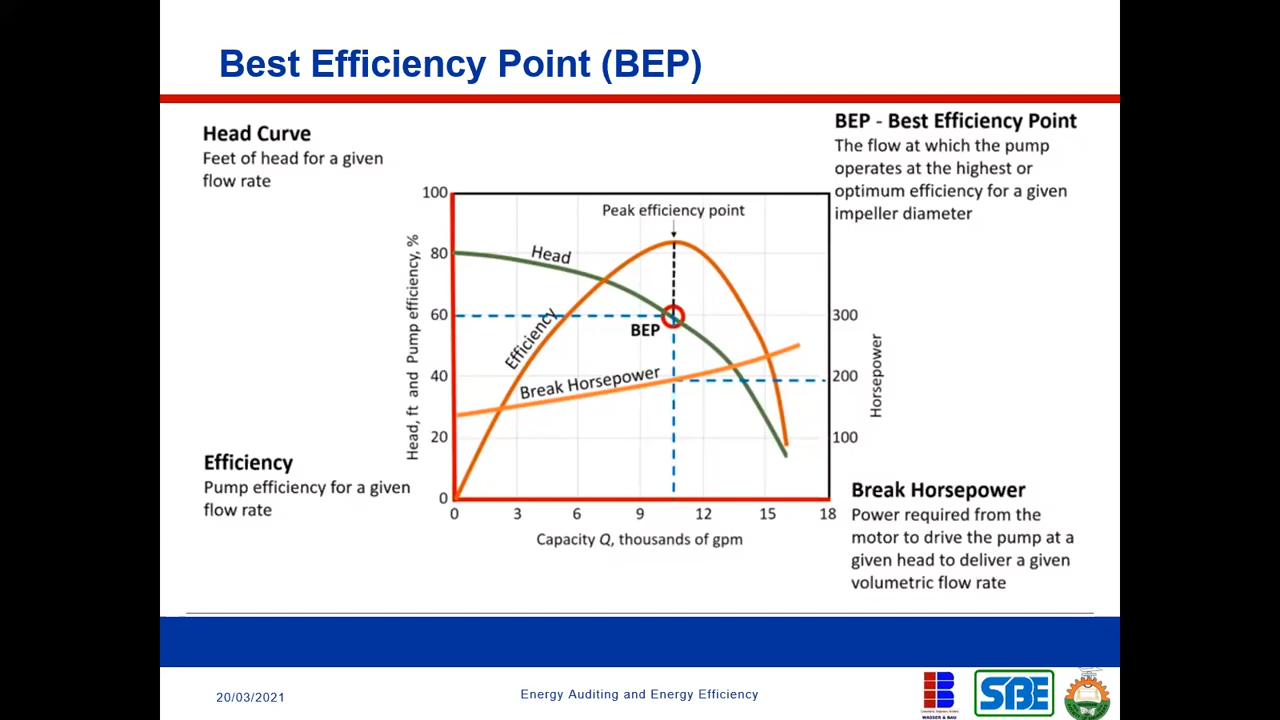 Best Efficiency Point (BEP)
Head Curve
Feet of head for a given
flow rate
BEP - Best Efficiency Point
The flow at which the pump
operates at the highest or
optimum efficiency for a given
impeller diameter
Peak efficiency point
Head
Efficiency
BEP
Break Horsepower
Head, ft and Pump efficiency, %
100
80
60
40
20
0
0 3 6 9 12 15 18
Capacity Q, thousands of gpm
300
200
100
Horsepower
Efficiency
Pump efficiency for a given
flow rate
Break Horsepower
Power required from the
motor to drive the pump at a
given head to deliver a given
volumetric flow rate
20/03/2021
Energy Auditing and Energy Efficiency
WASSER & BAU
SBE